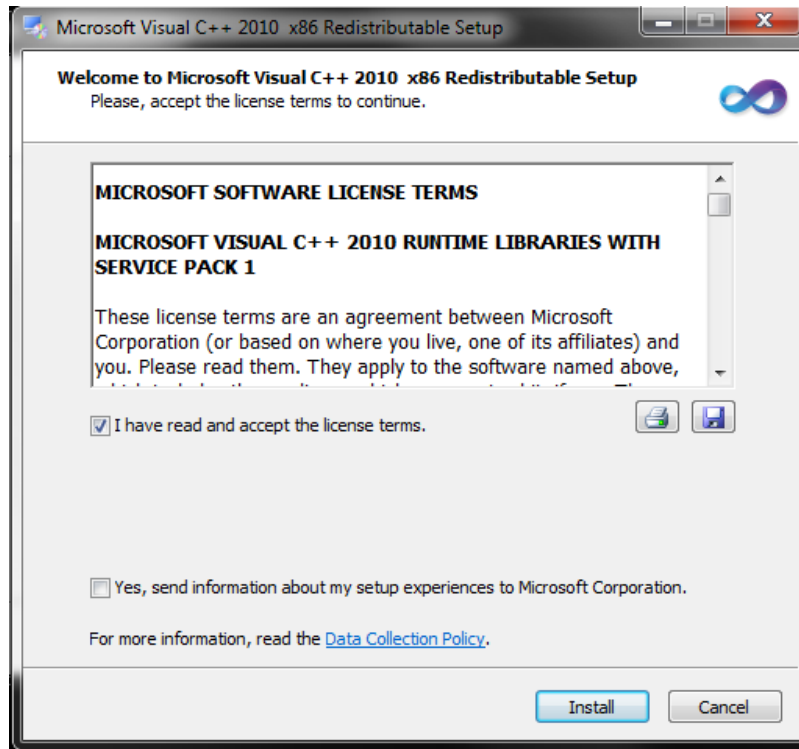 Microsoft Visual C++ 2010 x86 Redistributable Setup
Welcome to Microsoft Visual C++ 2010 x86 Redistributable Setup
Please, accept the license terms to continue.
MICROSOFT SOFTWARE LICENSE TERMS
MICROSOFT VISUAL C++ 2010 RUNTIME LIBRARIES WITH
SERVICE PACK 1
These license terms are an agreement between Microsoft
Corporation (or based on where you live, one of its affiliates) and
you. Please read them. They apply to the software named above,
I have read and accept the license terms.
Yes, send information about my setup experiences to Microsoft Corporation.
For more information, read the Data Collection Policy.
Install
Cancel